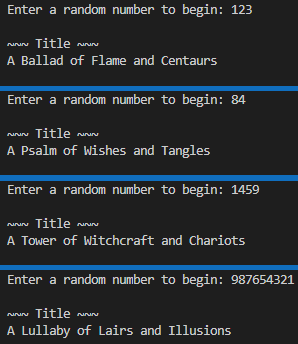 Enter a random number to begin: 123
~~~ Title ~~~
A Ballad of Flame and Centaurs
Enter a random number to begin: 84
~~~ Title ~~~
A Psalm of Wishes and Tangles
Enter a random number to begin: 1459
~~~ Title ~~~
A Tower of Witchcraft and Chariots
Enter a random number to begin: 987654321
~~~ Title ~~~
A Lullaby of Lairs and Illusions